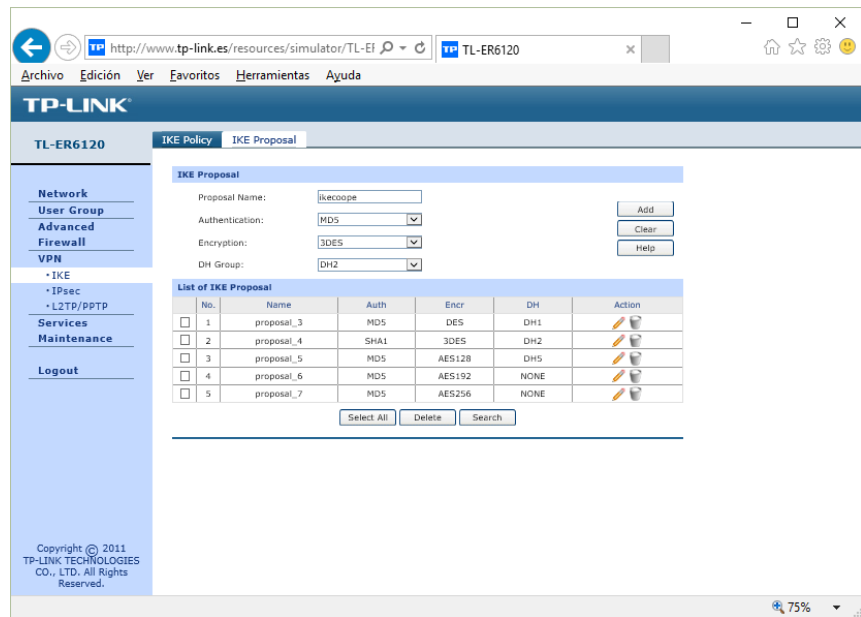 http://www.tp-link.es/resources/simulator/TL-EF
TP TL-ER6120
Archivo Edición Ver Favoritos Herramientas Ayuda
TP-LINK
TL-ER6120
IKE Policy IKE Proposal
Network
User Group
Advanced
Firewall
VPN
·IKE
·IPsec
·L2TP/PPTP
Services
Maintenance
Logout
IKE Proposal
Proposal Name: ikecoope
Authentication: MD5
Encryption: 3DES
DH Group: DH2
Add
Clear
Help
List of IKE Proposal
No. Name Auth Encr DH Action
1 proposal_3 MD5 DES DH1
2 proposal_4 SHA1 3DES DH2
3 proposal_5 MD5 AES128 DH5
4 proposal_6 MD5 AES192 NONE
5 proposal_7 MD5 AES256 NONE
Select All Delete Search
Copyright © 2011
TP-LINK TECHNOLOGIES
CO., LTD. All Rights
Reserved.
75%